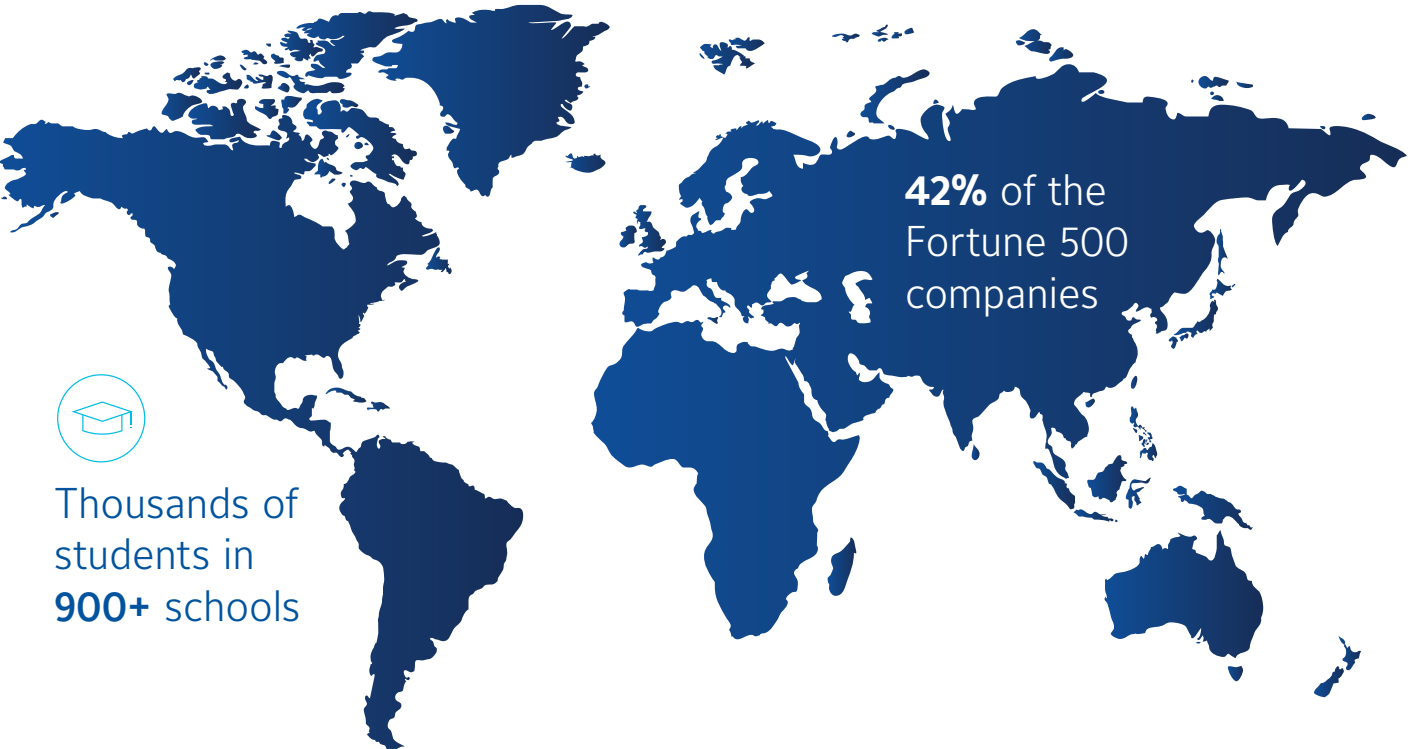 42% of the
Fortune 500
companies
Thousands of
students in
900+ schools